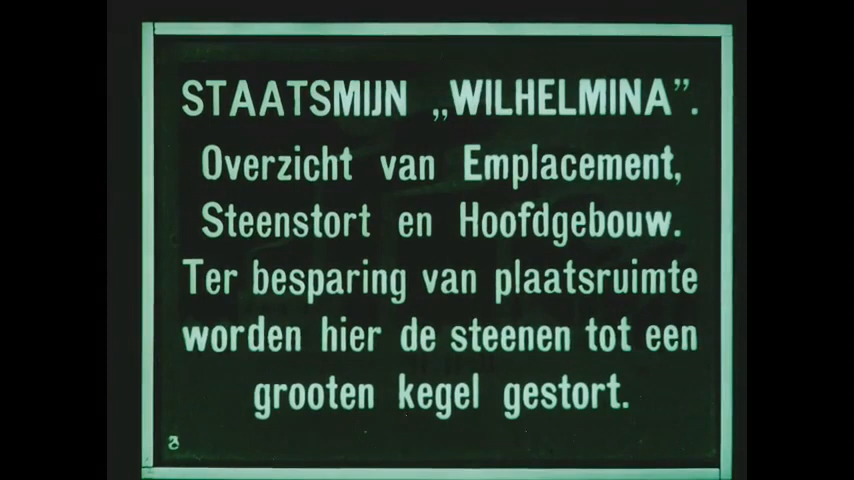 STAATSMIJN „WILHELMINA”.
Overzicht van Emplacement,
Steenstort en Hoofdgebouw.
Ter besparing van plaatsruimte
worden hier de steenen tot een
grooten kegel gestort.